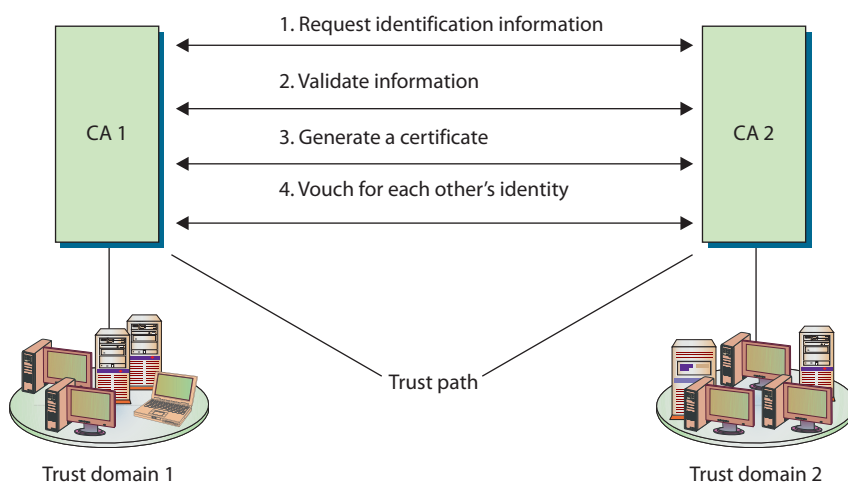 1. Request identification information
2. Validate information
CA 1
CA 2
3. Generate a certificate
4. Vouch for each other’s identity
Trust path
Trust domain 1
Trust domain 2